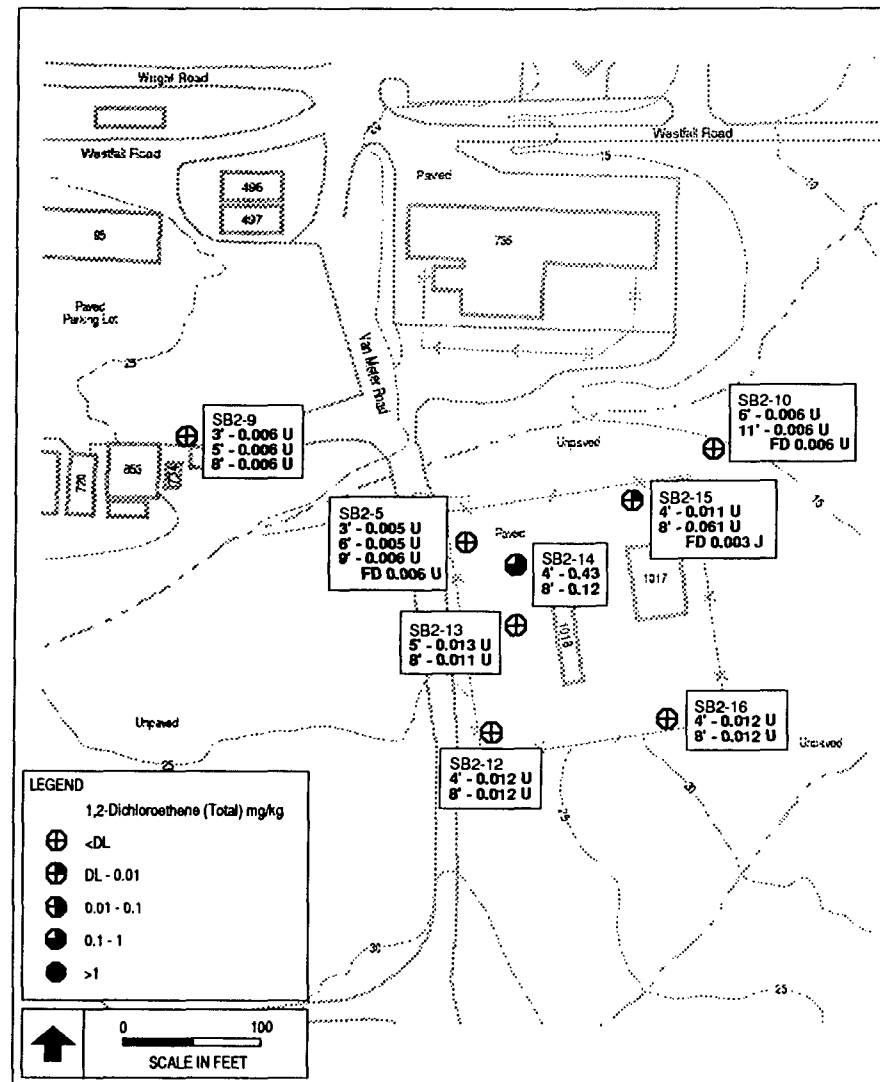 Wright Road
Westfall Road
Westfall Road
Paved
15
20
496
497
95
735
Paved
Parking Lot
25
Van Meter Road
SB2-9
3' - 0.006 U
5' - 0.006 U
8' - 0.006 U
SB2-10
6' - 0.006 U
11' - 0.006 U
FD 0.006 U
Unpaved
853
SB2-5
3' - 0.005 U
6' - 0.005 U
9' - 0.006 U
FD 0.006 U
Paved
SB2-15
4' - 0.011 U
8' - 0.061 U
FD 0.003 J
SB2-14
4' - 0.43
8' - 0.12
1017
SB2-13
5' - 0.013 U
8' - 0.011 U
1018
SB2-16
4' - 0.012 U
8' - 0.012 U
Unpaved
Unpaved
25
SB2-12
4' - 0.012 U
8' - 0.012 U
25
30
30
25
LEGEND
1,2-Dichloroethene (Total) mg/kg
<DL
DL - 0.01
0.01 - 0.1
0.1 - 1
>1
0 100
SCALE IN FEET